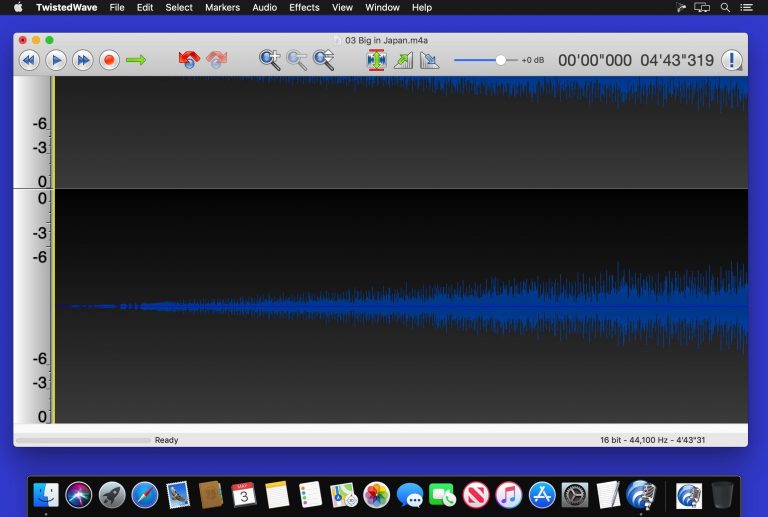 TwistedWave File Edit Select Markers Audio Effects View Window Help
03 Big in Japan.m4a
+0 dB 00'00"000 04'43"319
-6
-3
0
0
-3
-6
-6
-3
0
Ready 16 bit - 44,100 Hz - 4'43"31
MAY
3